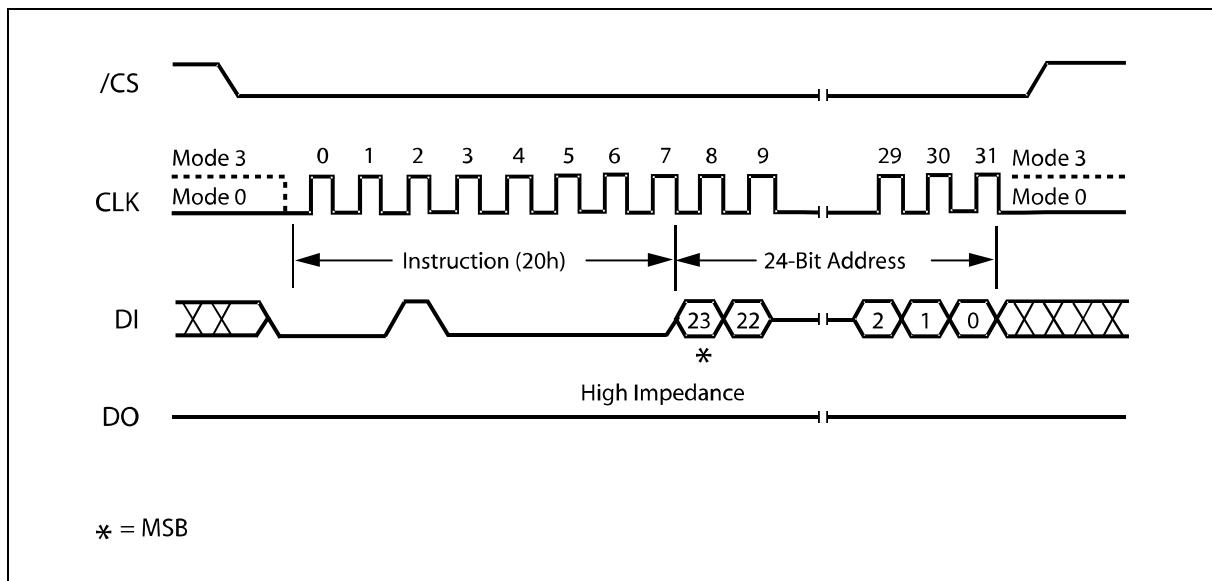 /CS
Mode 3 0 1 2 3 4 5 6 7 8 9 29 30 31 Mode 3
CLK Mode 0 Mode 0
Instruction (20h) 24-Bit Address
DI 23 22 2 1 0
*
High Impedance
DO
* = MSB